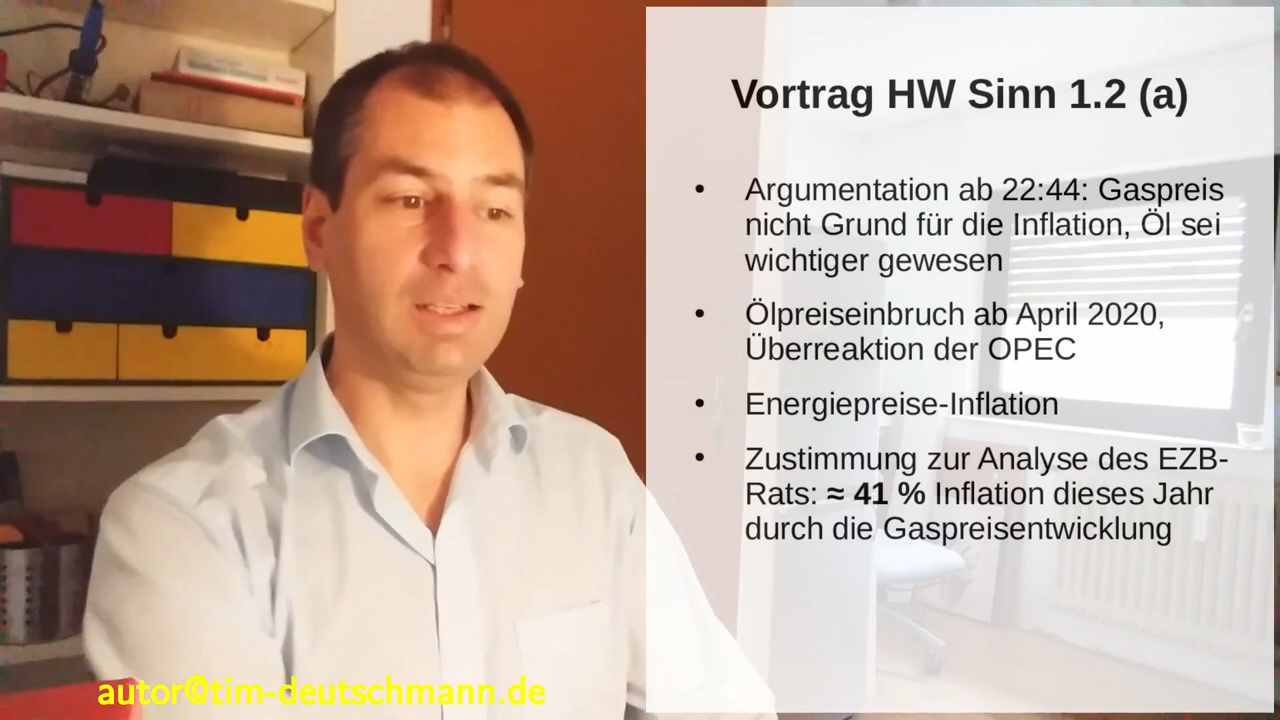 Vortrag HW Sinn 1.2 (a)
• Argumentation ab 22:44: Gaspreis
nicht Grund für die Inflation, Öl sei
wichtiger gewesen
• Ölpreiseinbruch ab April 2020,
Überreaktion der OPEC
• Energiepreise-Inflation
• Zustimmung zur Analyse des EZB-
Rats: ≈ 41 % Inflation dieses Jahr
durch die Gaspreisentwicklung
autor@tim-deutschmann.de